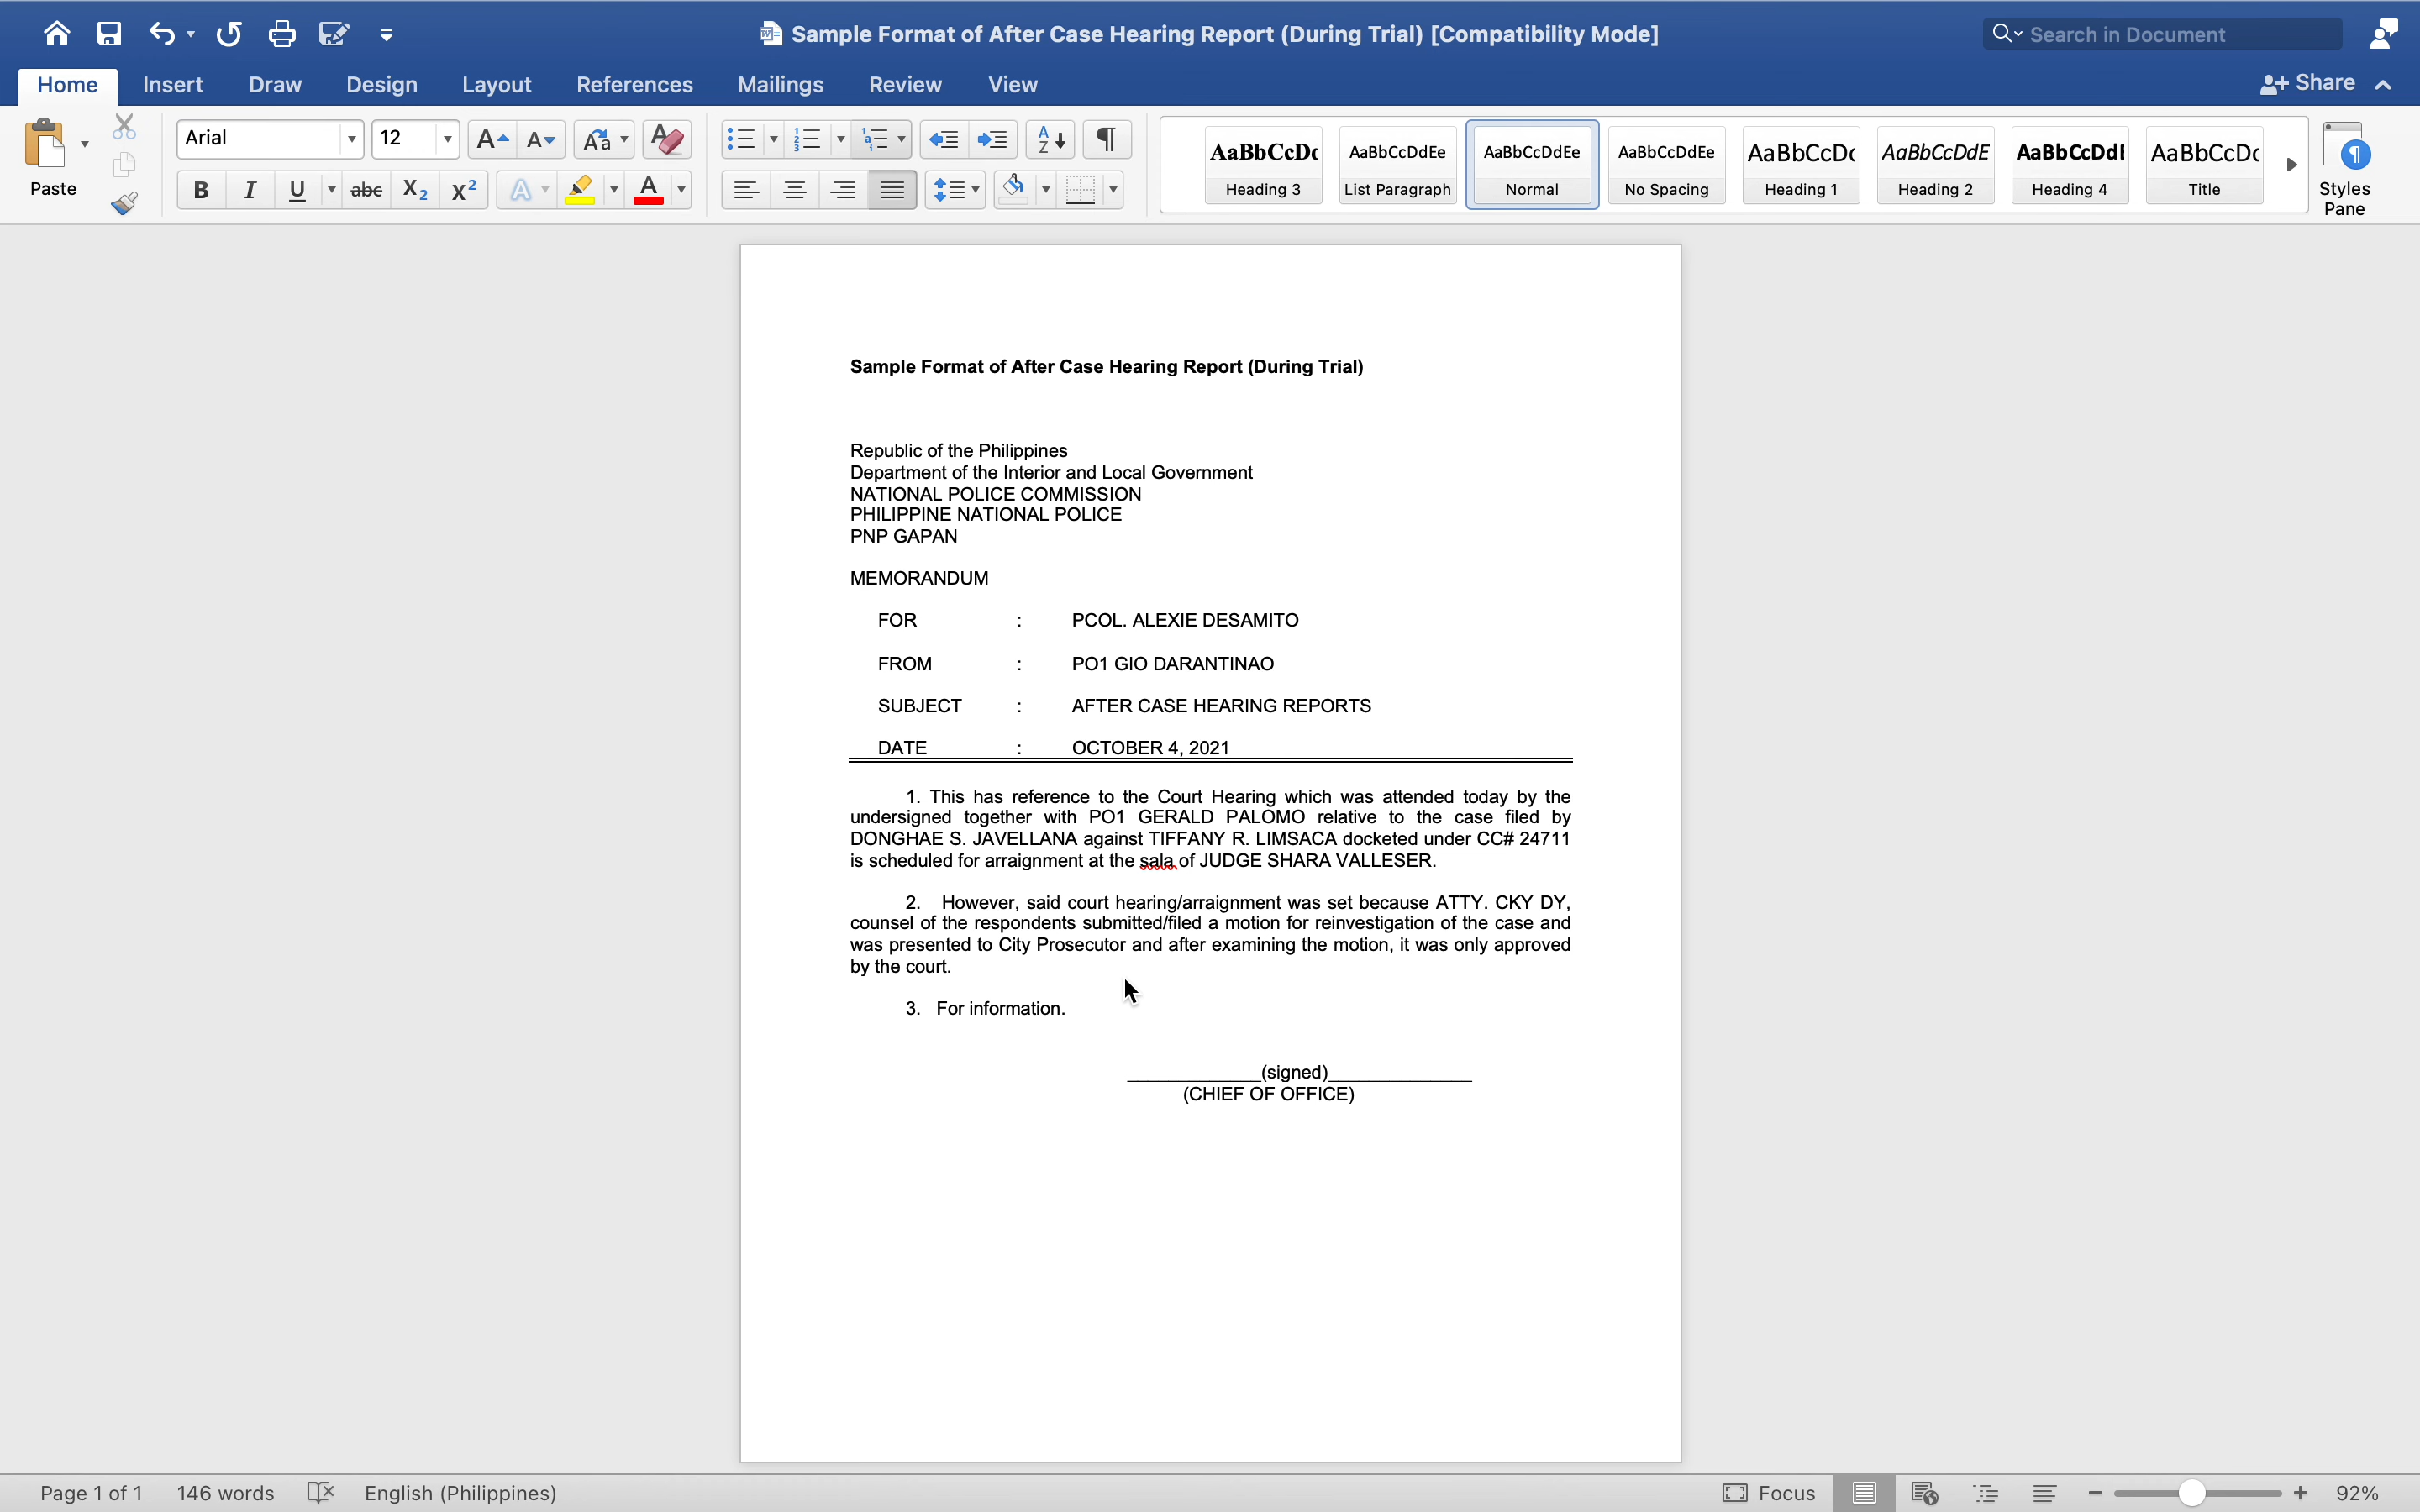 Sample Format of After Case Hearing Report (During Trial) [Compatibility Mode]
Search in Document
Home Insert Draw Design Layout References Mailings Review View
Share
Paste
Arial 12
AaBbCcDc AaBbCcDdEe AaBbCcDdEe AaBbCcDdEe AaBbCcDc AaBbCcDdE AaBbCcDdI AaBbCcDc
Heading 3 List Paragraph Normal No Spacing Heading 1 Heading 2 Heading 4 Title
Styles
Pane
Sample Format of After Case Hearing Report (During Trial)
Republic of the Philippines
Department of the Interior and Local Government
NATIONAL POLICE COMMISSION
PHILIPPINE NATIONAL POLICE
PNP GAPAN
MEMORANDUM
FOR : PCOL. ALEXIE DESAMITO
FROM : PO1 GIO DARANTINAO
SUBJECT : AFTER CASE HEARING REPORTS
DATE : OCTOBER 4, 2021
1. This has reference to the Court Hearing which was attended today by the
undersigned together with PO1 GERALD PALOMO relative to the case filed by
DONGHAE S. JAVELLANA against TIFFANY R. LIMSACA docketed under CC# 24711
is scheduled for arraignment at the sala of JUDGE SHARA VALLESER.
2. However, said court hearing/arraignment was set because ATTY. CKY DY,
counsel of the respondents submitted/filed a motion for reinvestigation of the case and
was presented to City Prosecutor and after examining the motion, it was only approved
by the court.
3. For information.
_____________(signed)______________
(CHIEF OF OFFICE)
Page 1 of 1 146 words English (Philippines) Focus 92%